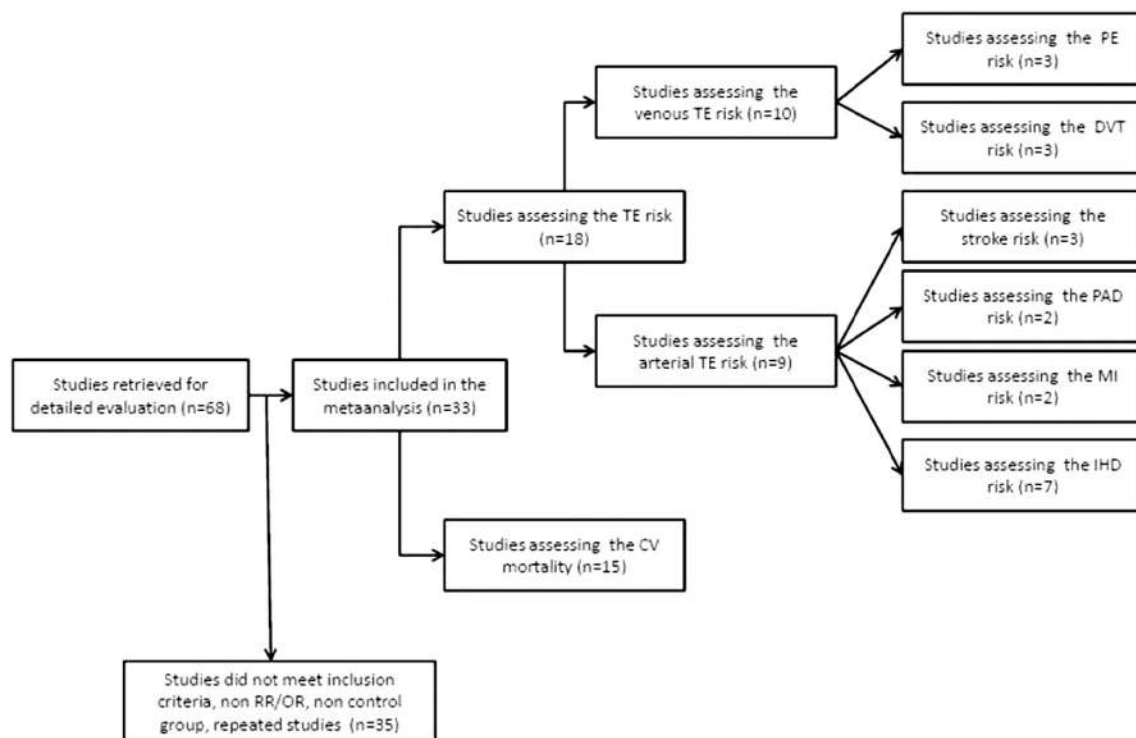 Studies retrieved for
detailed evaluation (n=68)
Studies did not meet inclusion
criteria, non RR/OR, non control
group, repeated studies (n=35)
Studies included in the
metaanalysis (n=33)
Studies assessing the TE risk
(n=18)
Studies assessing the CV
mortality (n=15)
Studies assessing the
venous TE risk (n=10)
Studies assessing the
arterial TE risk (n=9)
Studies assessing the PE
risk (n=3)
Studies assessing the DVT
risk (n=3)
Studies assessing the
stroke risk (n=3)
Studies assessing the PAD
risk (n=2)
Studies assessing the MI
risk (n=2)
Studies assessing the IHD
risk (n=7)